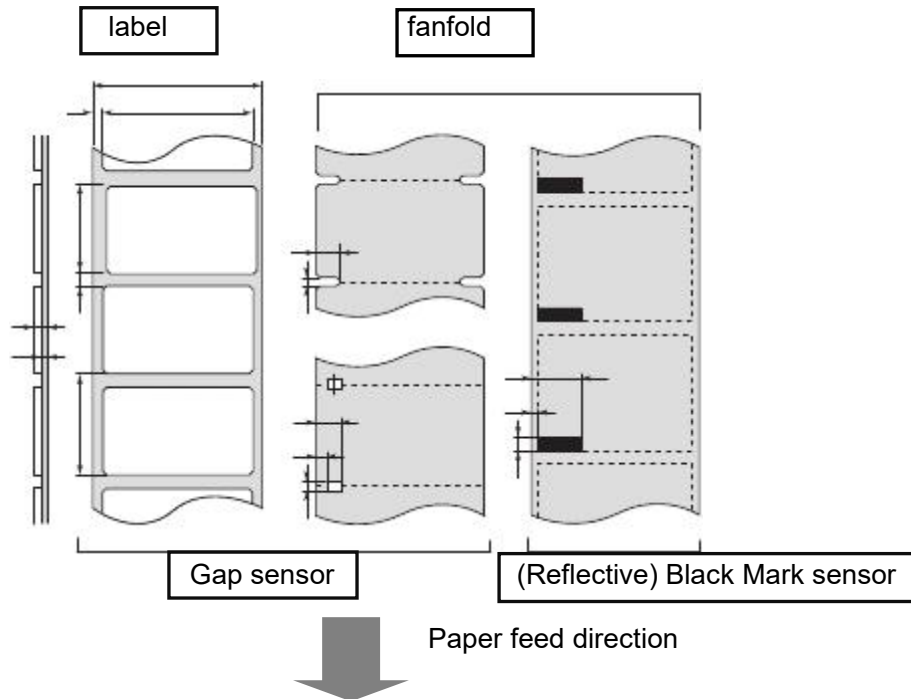 label
fanfold
Gap sensor
(Reflective) Black Mark sensor
Paper feed direction